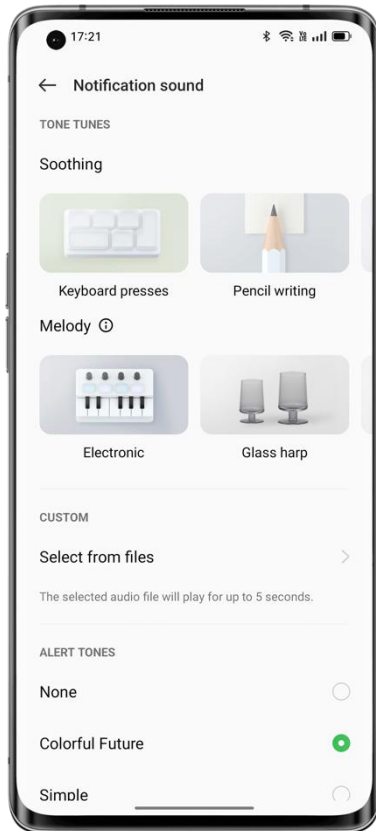 17:21
Notification sound
TONE TUNES
Soothing
Keyboard presses Pencil writing
Melody
Electronic Glass harp
CUSTOM
Select from files
The selected audio file will play for up to 5 seconds.
ALERT TONES
None
Colorful Future
Simple